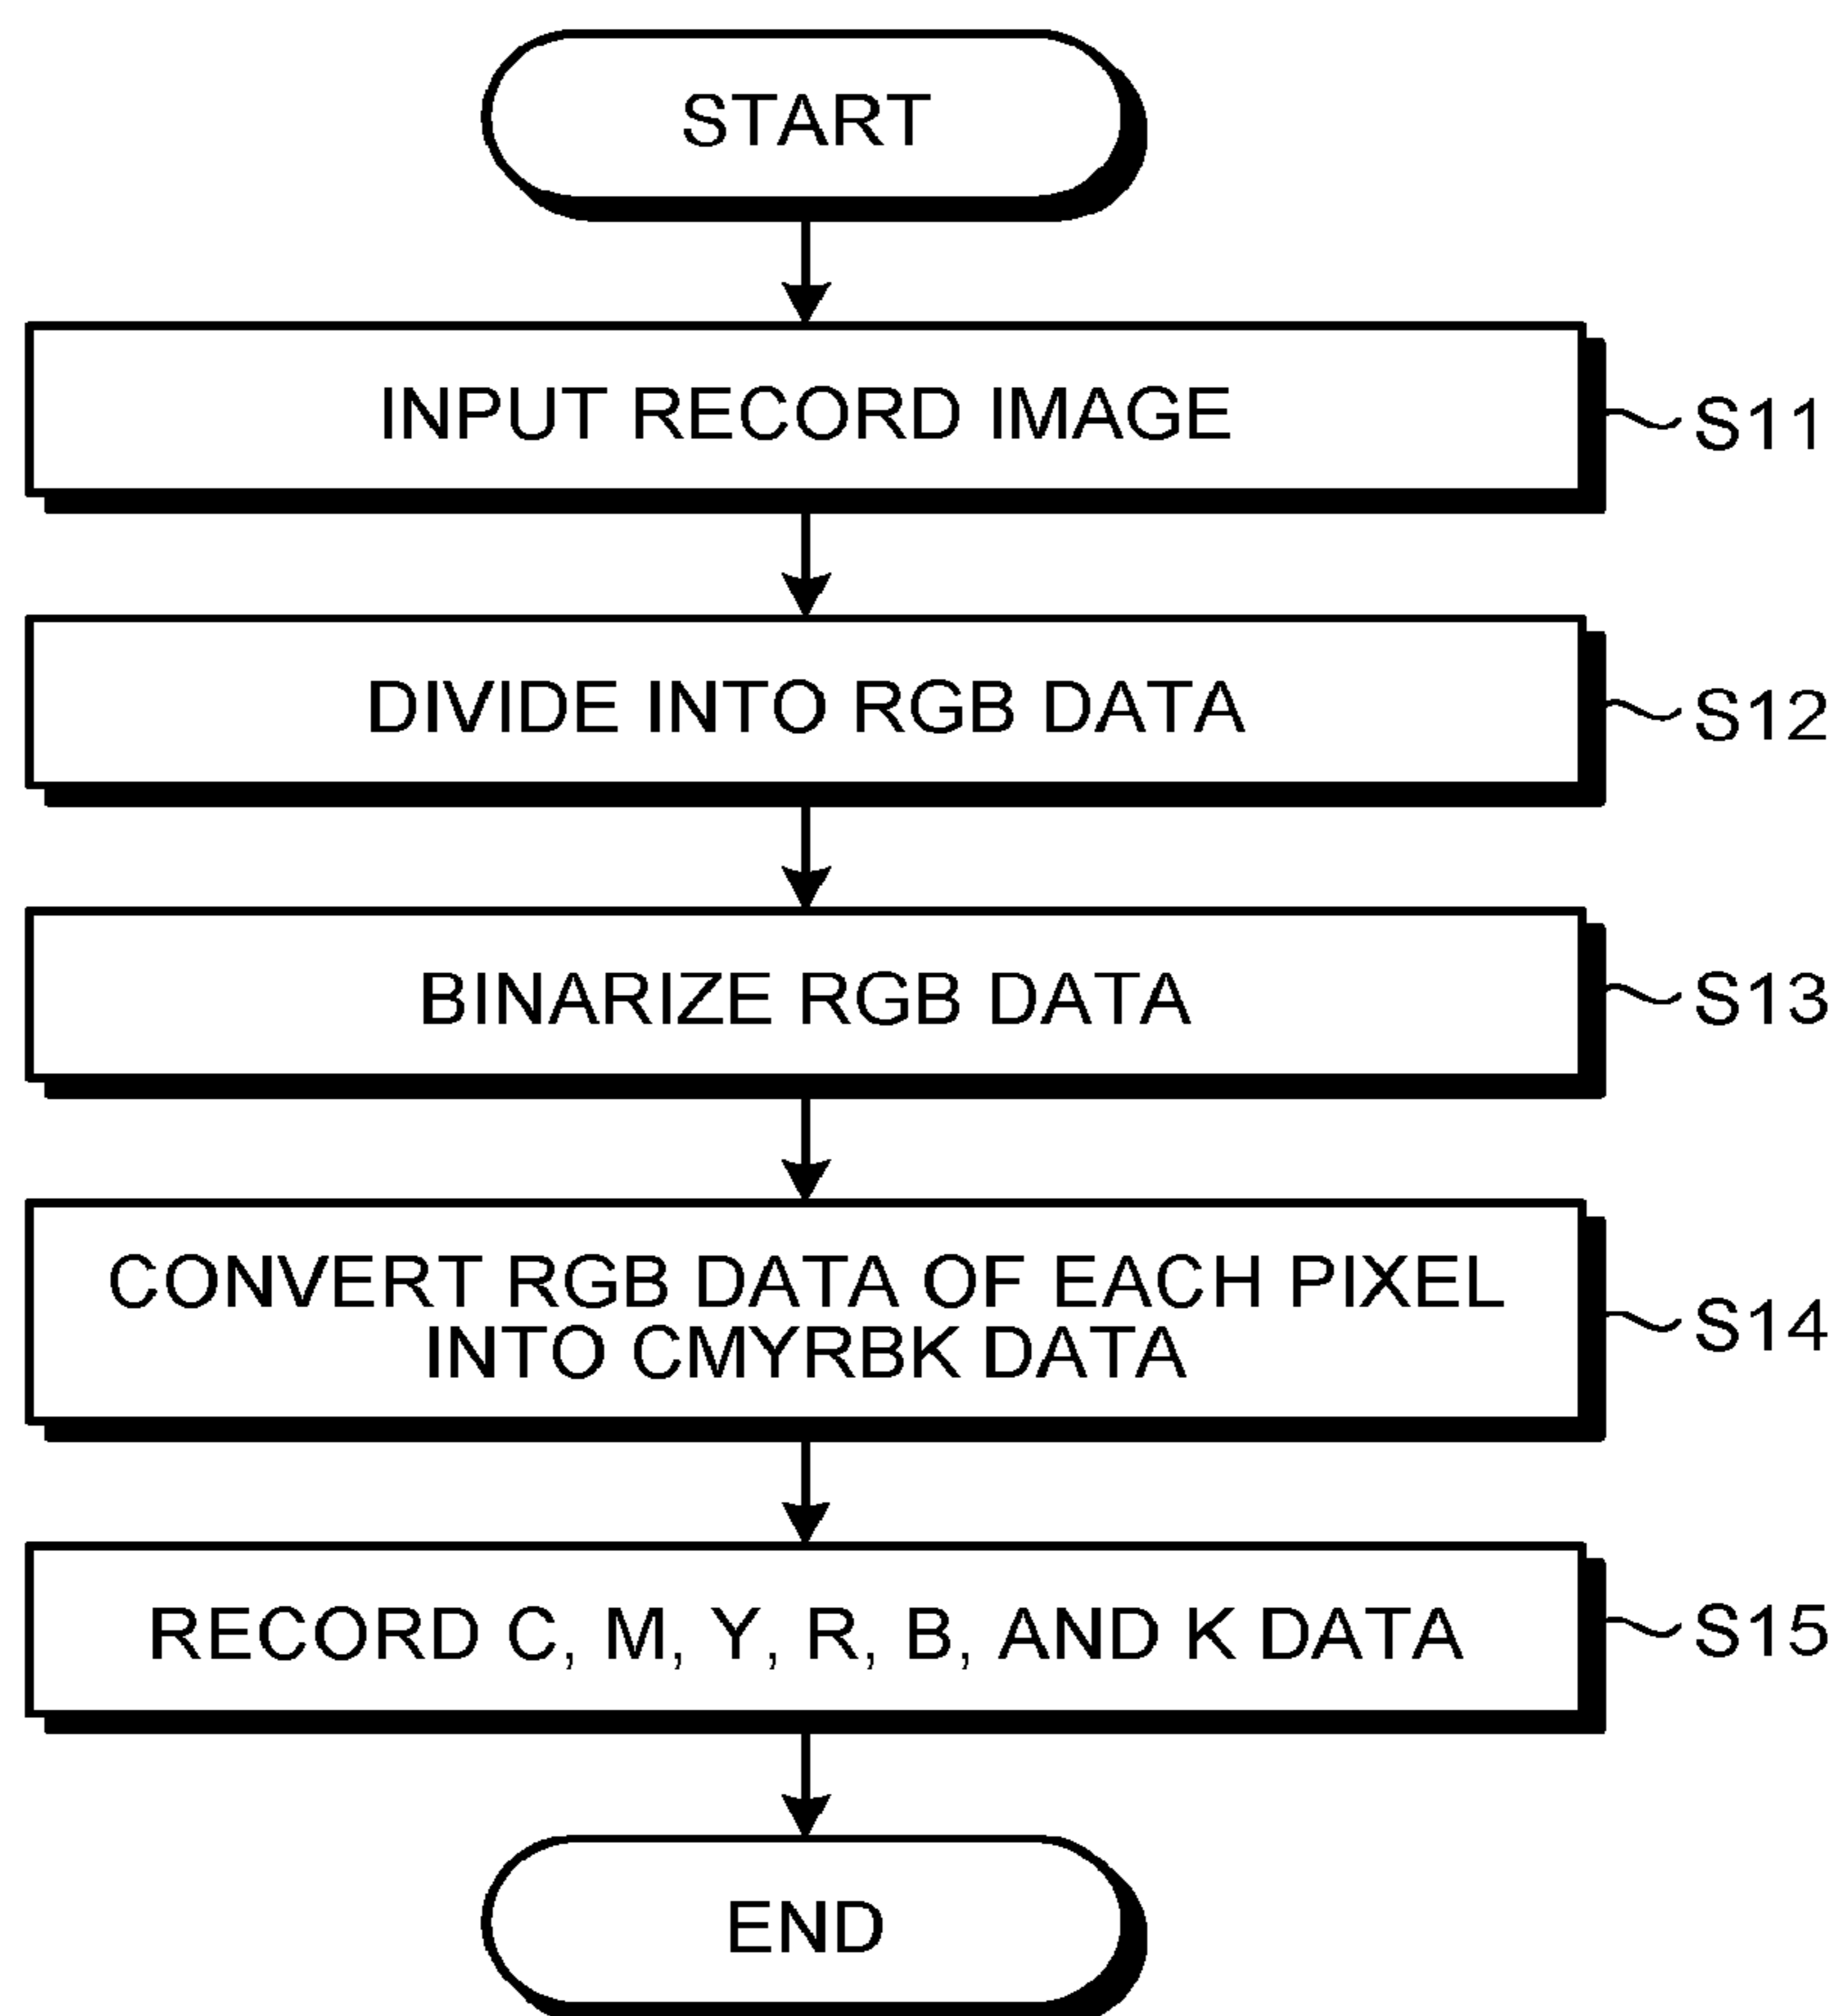 START
INPUT RECORD IMAGE
S11
DIVIDE INTO RGB DATA
S12
BINARIZE RGB DATA
S13
CONVERT RGB DATA OF EACH PIXEL
INTO CMYRBK DATA
S14
RECORD C, M, Y, R, B, AND K DATA
S15
END